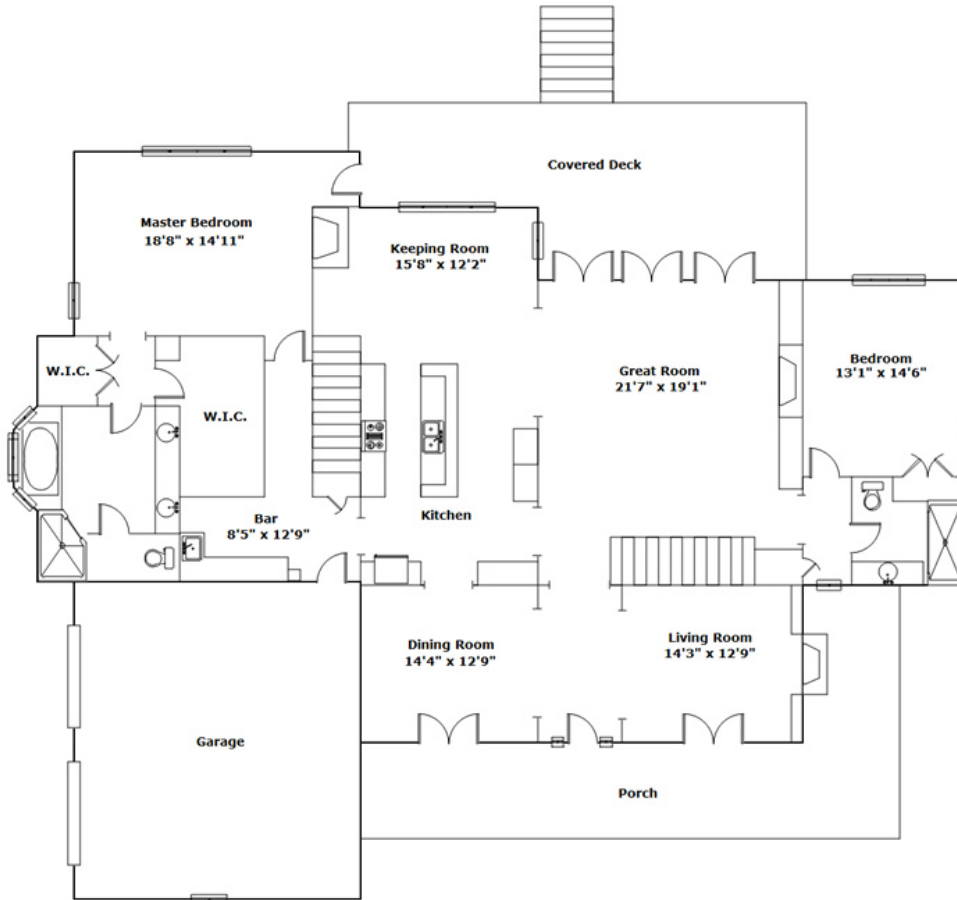 Covered Deck
Master Bedroom
18'8" x 14'11"
Keeping Room
15'8" x 12'2"
Great Room
21'7" x 19'1"
Bedroom
13'1" x 14'6"
W.I.C.
W.I.C.
Bar
8'5" x 12'9"
Kitchen
Dining Room
14'4" x 12'9"
Living Room
14'3" x 12'9"
Garage
Porch